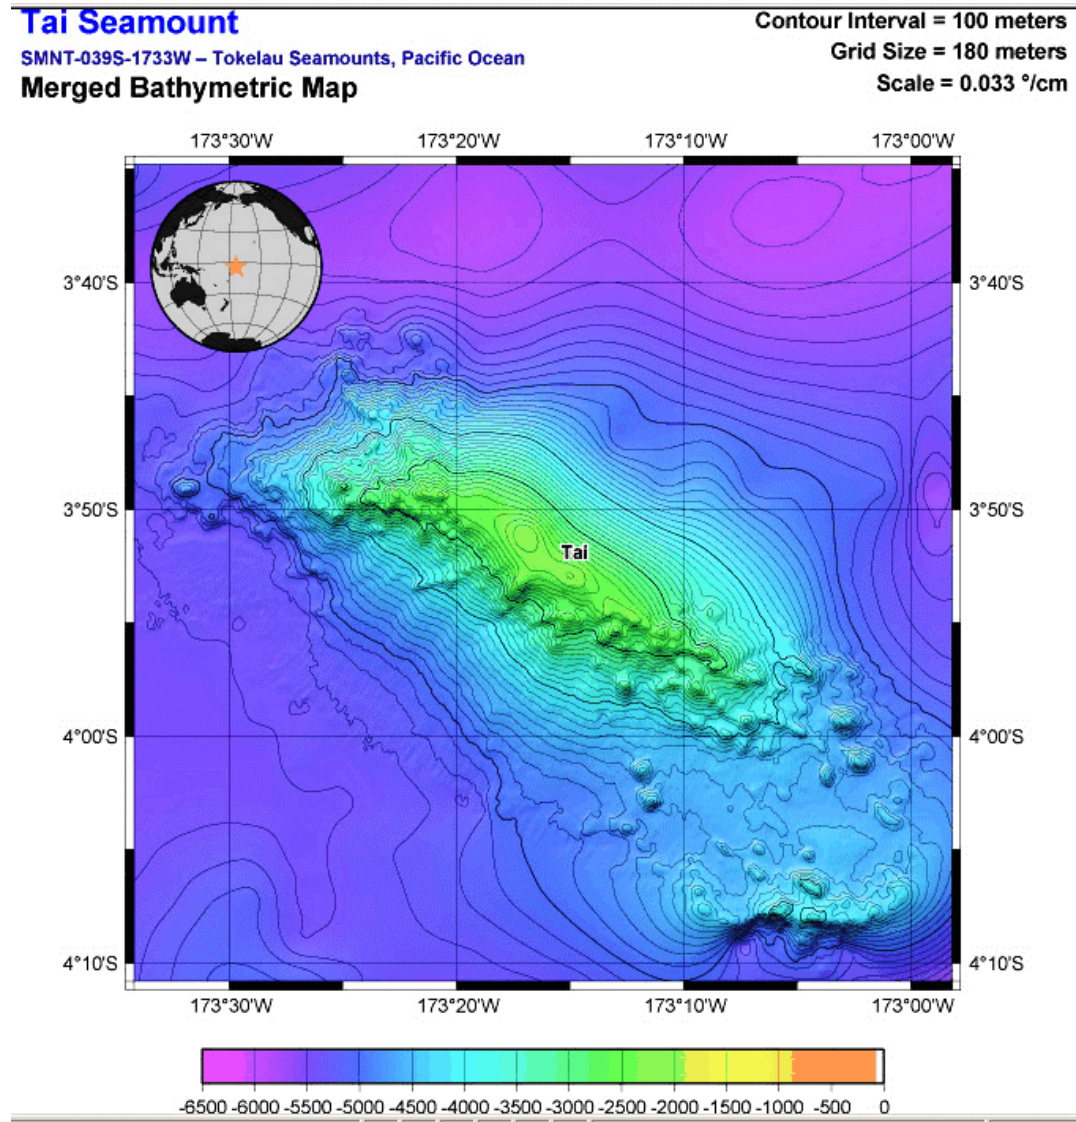 Tai Seamount
Contour Interval = 100 meters
SMNT-039S-1733W – Tokelau Seamounts, Pacific Ocean
Grid Size = 180 meters
Merged Bathymetric Map
Scale = 0.033 °/cm
173°30'W 173°20'W 173°10'W 173°00'W
3°40'S 3°40'S
3°50'S 3°50'S
Tai
4°00'S 4°00'S
4°10'S 4°10'S
173°30'W 173°20'W 173°10'W 173°00'W
-6500 -6000 -5500 -5000 -4500 -4000 -3500 -3000 -2500 -2000 -1500 -1000 -500 0